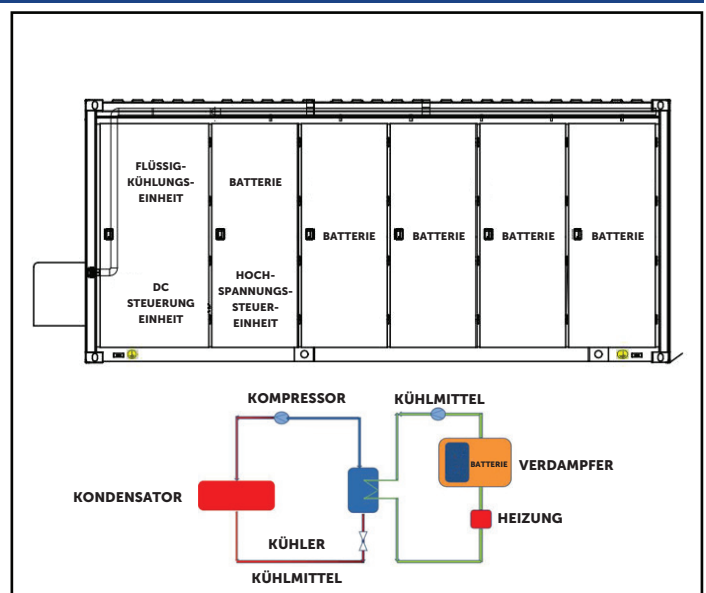 FLÜSSIG-
KÜHLUNGS-
EINHEIT
DC
STEUERUNG
EINHEIT
BATTERIE
HOCH-
SPANNUNGS-
STEUER-
EINHEIT
BATTERIE
BATTERIE
BATTERIE
BATTERIE
KOMPRESSOR
KÜHLMITTEL
BATTERIE
VERDAMPFER
KONDENSATOR
HEIZUNG
KÜHLER
KÜHLMITTEL